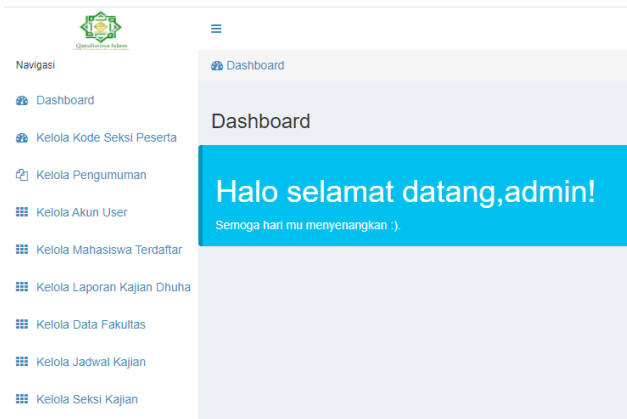 Navigasi
Dashboard
Kelola Kode Seksi Peserta
Kelola Pengumuman
Kelola Akun User
Kelola Mahasiswa Terdaftar
Kelola Laporan Kajian Dhuha
Kelola Data Fakultas
Kelola Jadwal Kajian
Kelola Seksi Kajian
Dashboard
Dashboard
Halo selamat datang,admin!
Semoga hari mu menyenangkan :).